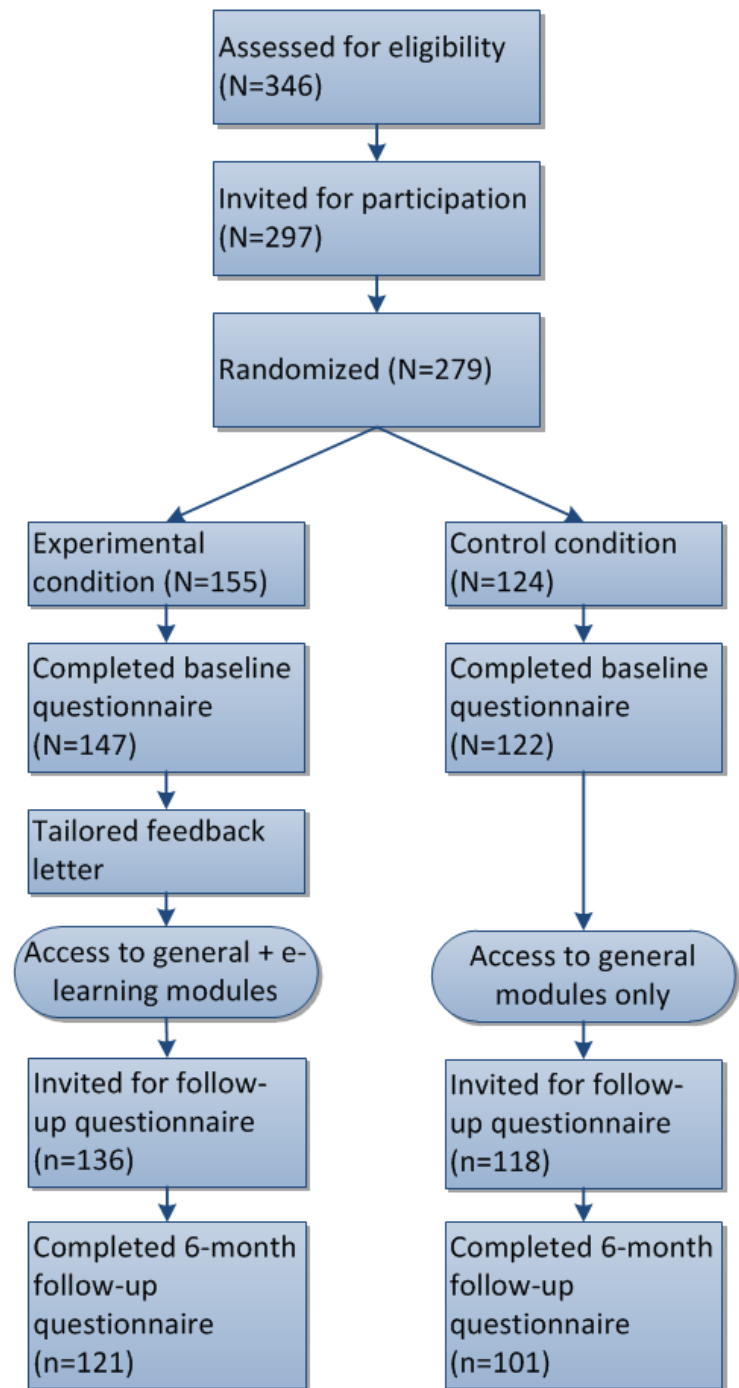 Assessed for eligibility
(N=346)
Invited for participation
(N=297)
Randomized (N=279)
Experimental
condition (N=155)
Control condition
(N=124)
Completed baseline
questionnaire
(N=147)
Completed baseline
questionnaire
(N=122)
Tailored feedback
letter
Access to general + e-
learning modules
Access to general
modules only
Invited for follow-
up questionnaire
(n=136)
Invited for follow-
up questionnaire
(n=118)
Completed 6-month
follow-up
questionnaire
(n=121)
Completed 6-month
follow-up
questionnaire
(n=101)